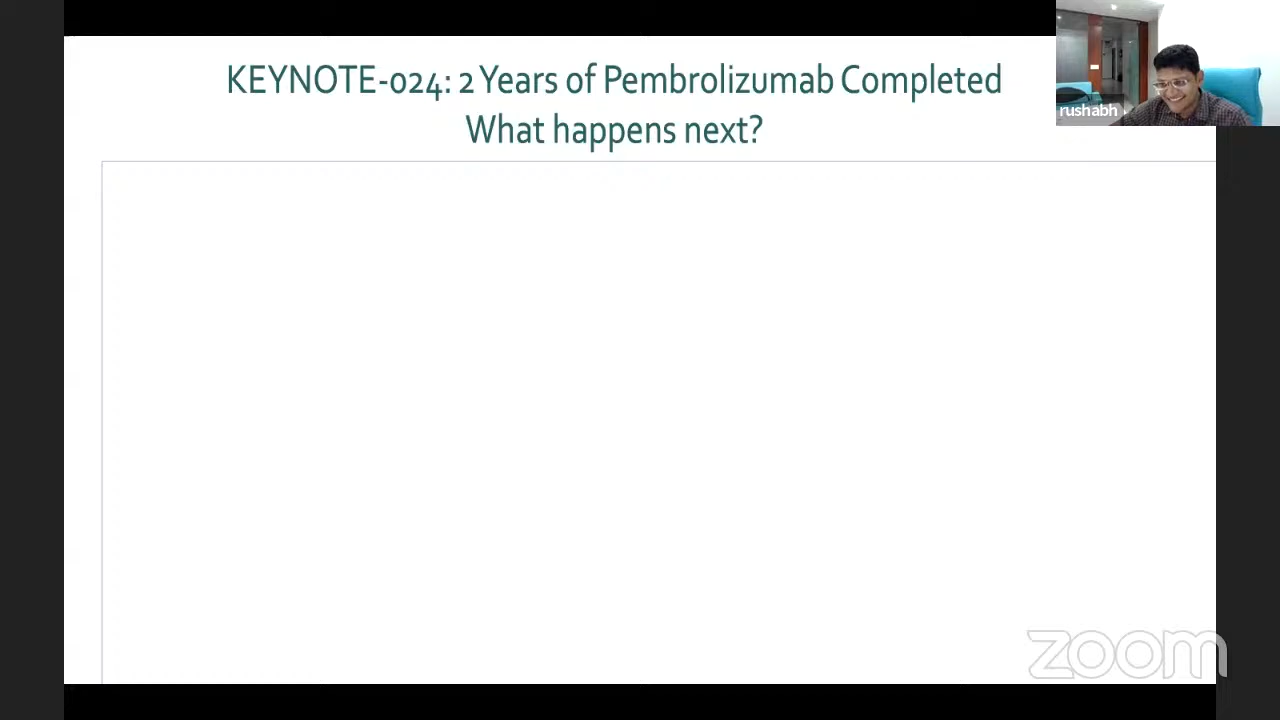 KEYNOTE-024: 2 Years of Pembrolizumab Completed
What happens next?
rushabh
zoom